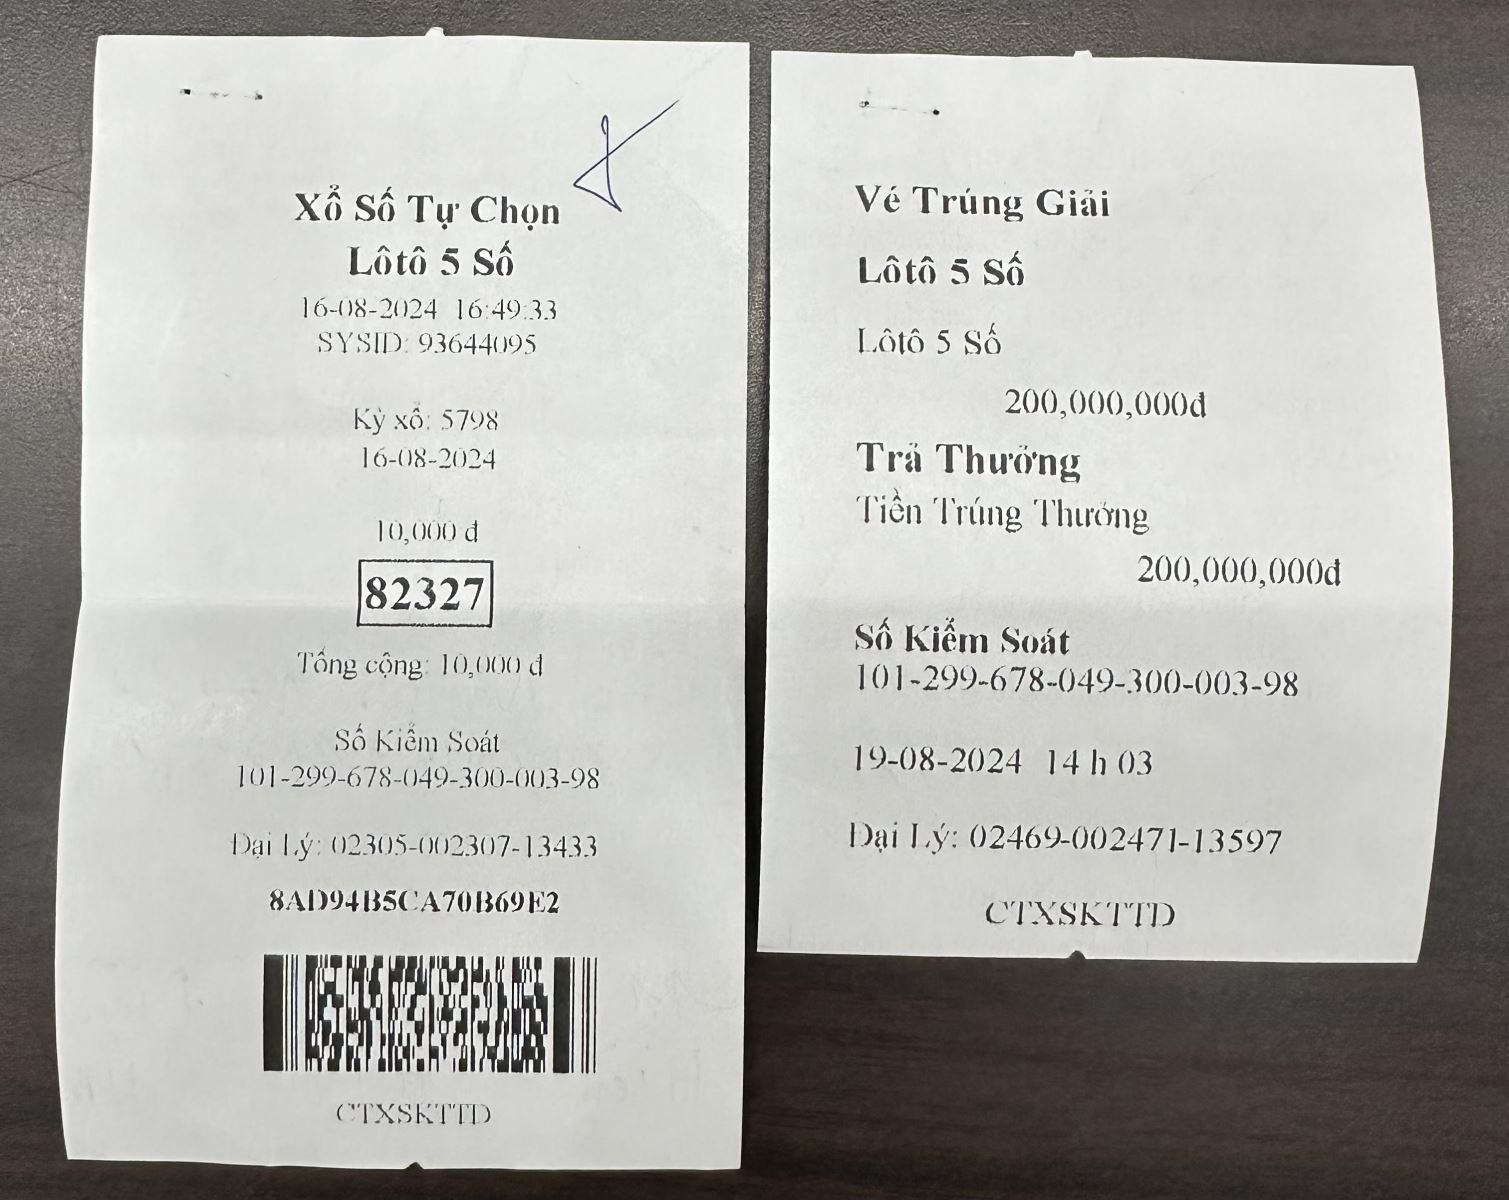 Xổ Số Tự Chọn
Lôtô 5 Số
16-08-2024 16:49:33
SYSID: 93644095
Kỳ xổ: 5798
16-08-2024
10,000 đ
82327
Tổng cộng: 10,000 đ
Số Kiểm Soát
101-299-678-049-300-003-98
Đại Lý: 02305-002307-13433
8AD94B5CA70B69E2
CTXSKTTD
Vé Trúng Giải
Lôtô 5 Số
Lôtô 5 Số
200,000,000đ
Trả Thưởng
Tiền Trúng Thưởng
200,000,000đ
Số Kiểm Soát
101-299-678-049-300-003-98
19-08-2024 14 h 03
Đại Lý: 02469-002471-13597
CTXSKTTD